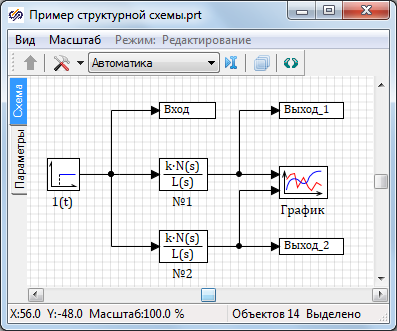 Пример структурной схемы.prt
Вид Масштаб Режим: Редактирование
Автоматика
Схема
Параметры
Вход
Выход_1
1(t)
k·N(s)
L(s)
№1
График
k·N(s)
L(s)
№2
Выход_2
X:56.0 Y:-48.0 Масштаб:100.0 % Объектов 14 Выделено